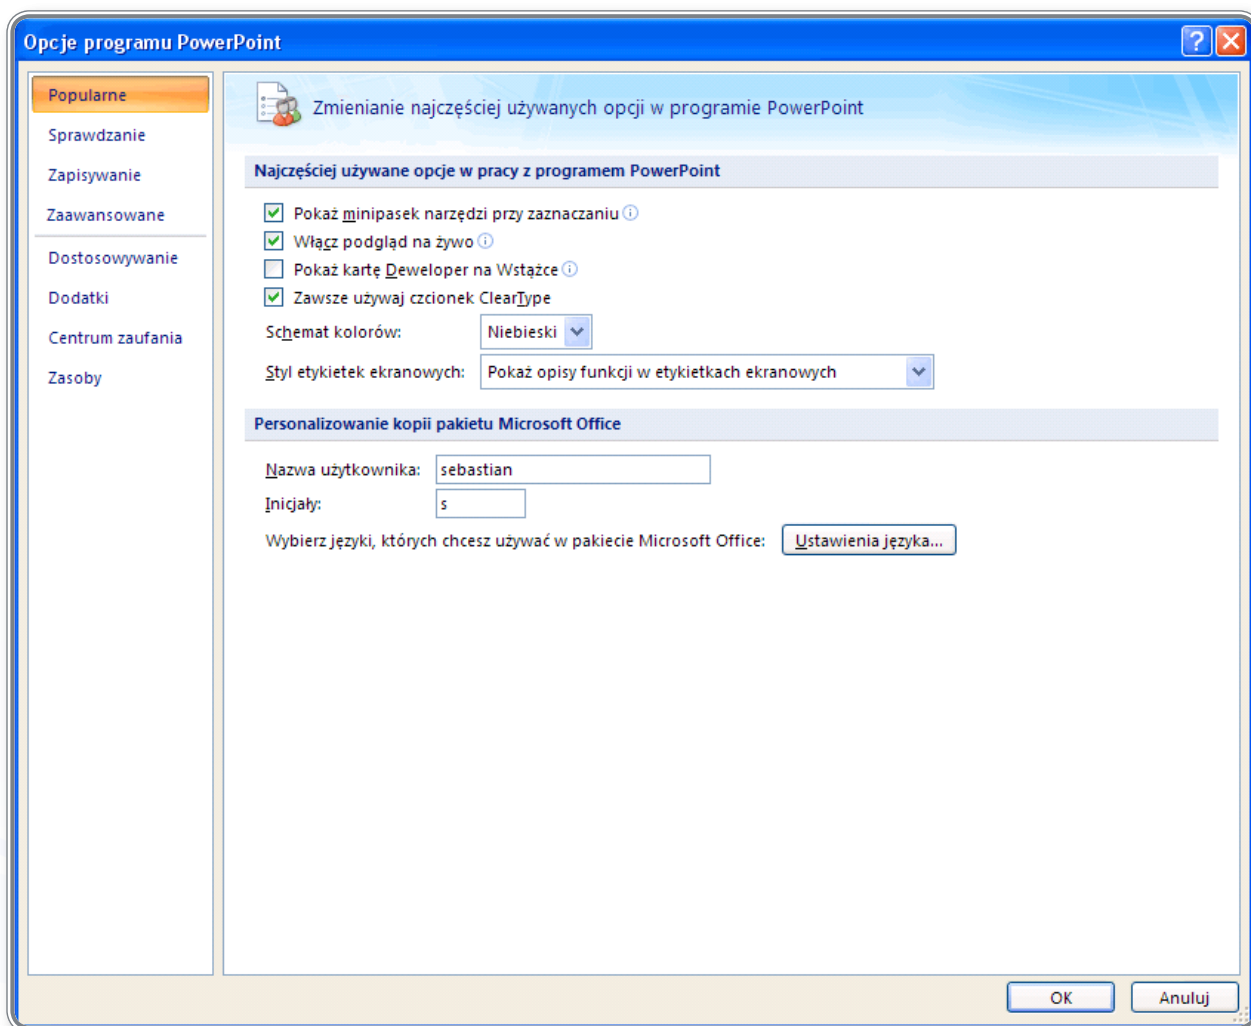 Opcje programu PowerPoint
Popularne
Sprawdzanie
Zapisywanie
Zaawansowane
Dostosowywanie
Dodatki
Centrum zaufania
Zasoby
Zmienianie najczęściej używanych opcji w programie PowerPoint
Najczęściej używane opcje w pracy z programem PowerPoint
Pokaż minipasek narzędzi przy zaznaczaniu
Włącz podgląd na żywo
Pokaż kartę Deweloper na Wstążce
Zawsze używaj czcionek ClearType
Schemat kolorów: Niebieski
Styl etykietek ekranowych: Pokaż opisy funkcji w etykietkach ekranowych
Personalizowanie kopii pakietu Microsoft Office
Nazwa użytkownika: sebastian
Inicjały: s
Wybierz języki, których chcesz używać w pakiecie Microsoft Office: Ustawienia języka...
OK Anuluj